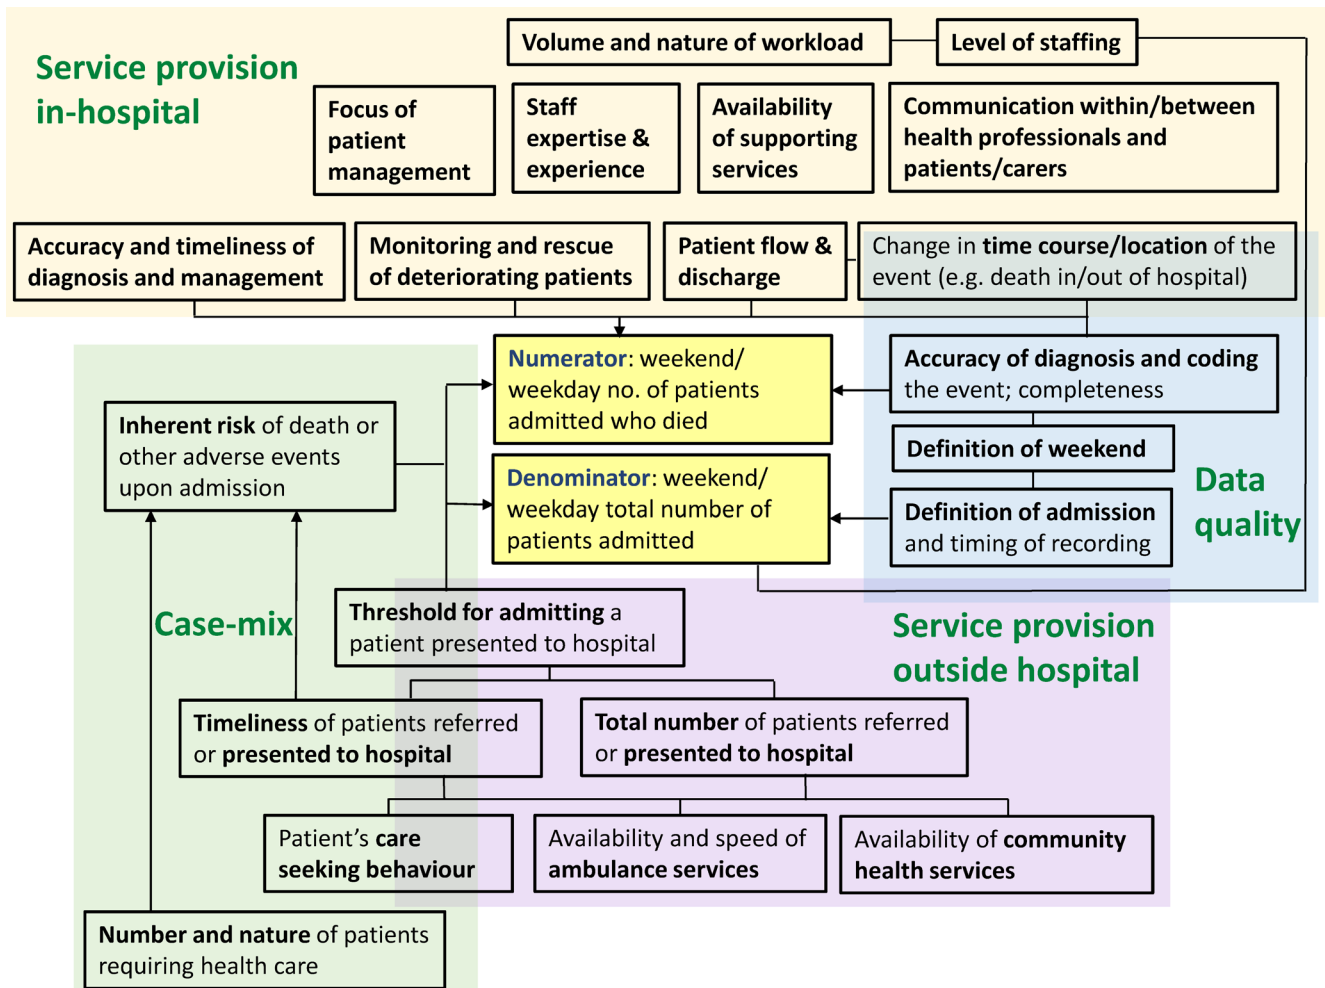 Service provision
in-hospital
Volume and nature of workload
Level of staffing
Focus of
patient
management
Staff
expertise &
experience
Availability
of supporting
services
Communication within/between
health professionals and
patients/carers
Accuracy and timeliness of
diagnosis and management
Monitoring and rescue
of deteriorating patients
Patient flow &
discharge
Change in time course/location of the
event (e.g. death in/out of hospital)
Numerator: weekend/
weekday no. of patients
admitted who died
Accuracy of diagnosis and coding
the event; completeness
Inherent risk of death or
other adverse events
upon admission
Definition of weekend
Denominator: weekend/
weekday total number of
patients admitted
Definition of admission
and timing of recording
Data
quality
Case-mix
Threshold for admitting a
patient presented to hospital
Service provision
outside hospital
Timeliness of patients referred
or presented to hospital
Total number of patients referred
or presented to hospital
Patient's care
seeking behaviour
Availability and speed of
ambulance services
Availability of community
health services
Number and nature of patients
requiring health care